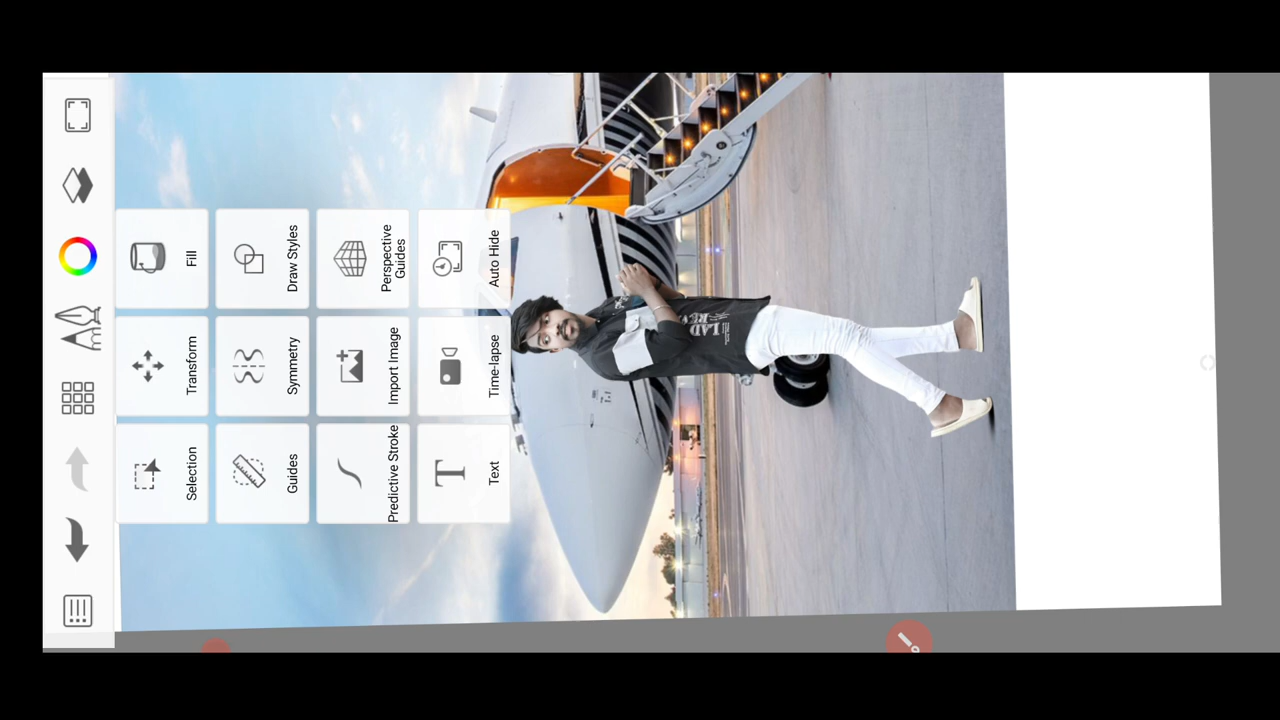 Selection
Transform
Fill
Guides
Symmetry
Draw Styles
Predictive Stroke
Import Image
Perspective
Guides
Text
Time-lapse
Auto Hide